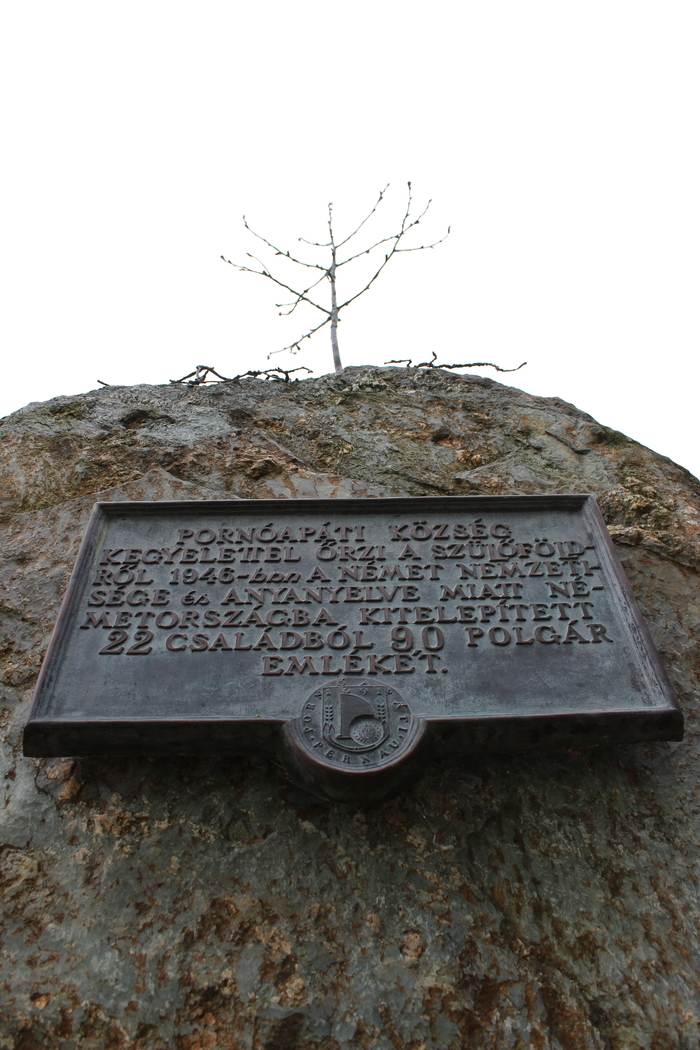 PORNÓAPÁTI KÖZSÉG
KEGYELETTEL ŐRZI A SZÜLŐFÖLD-
RŐL 1946-ban A NÉMET NEMZETI-
SÉGE és ANYANYELVE MIATT NÉ-
METORSZÁGBA KITELEPÍTETT
22 CSALÁDBÓL 90 POLGÁR
EMLÉKÉT.
PERNAU